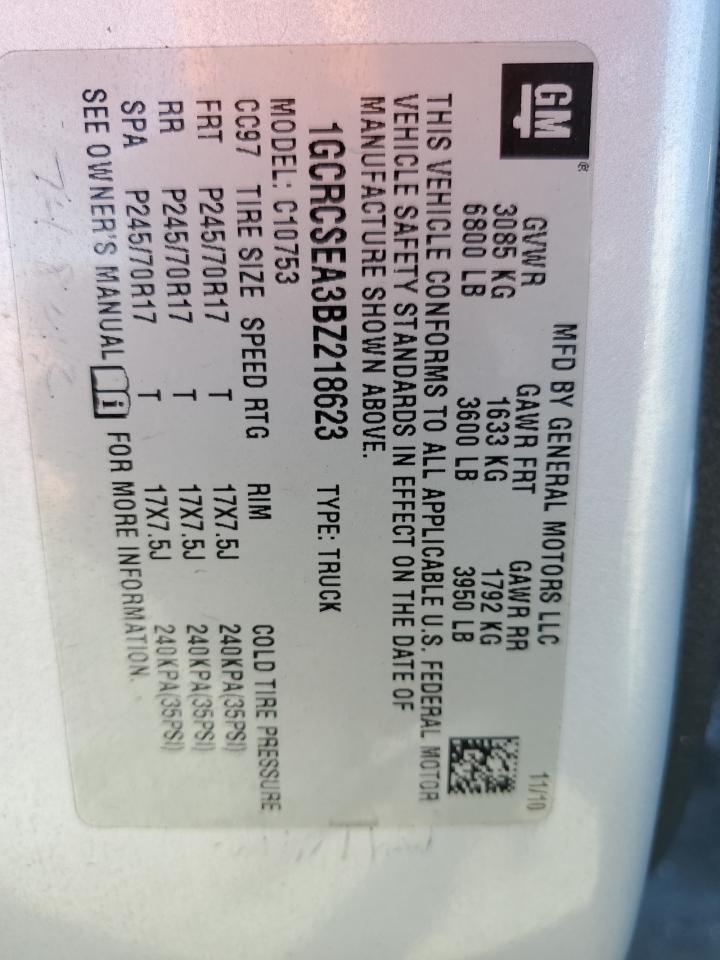 GM ®
MFD BY GENERAL MOTORS LLC 11/10
GVWR GAWR FRT GAWR RR
3085 KG 1633 KG 1792 KG
6800 LB 3600 LB 3950 LB
THIS VEHICLE CONFORMS TO ALL APPLICABLE U.S. FEDERAL MOTOR
VEHICLE SAFETY STANDARDS IN EFFECT ON THE DATE OF
MANUFACTURE SHOWN ABOVE.
1GCRCSEA3BZ218623 TYPE: TRUCK
MODEL: C10753
CC97 TIRE SIZE SPEED RTG RIM COLD TIRE PRESSURE
FRT P245/70R17 T 17X7.5J 240KPA(35PSI)
RR P245/70R17 T 17X7.5J 240KPA(35PSI)
SPA P245/70R17 T 17X7.5J 240KPA(35PSI)
SEE OWNER'S MANUAL i FOR MORE INFORMATION.